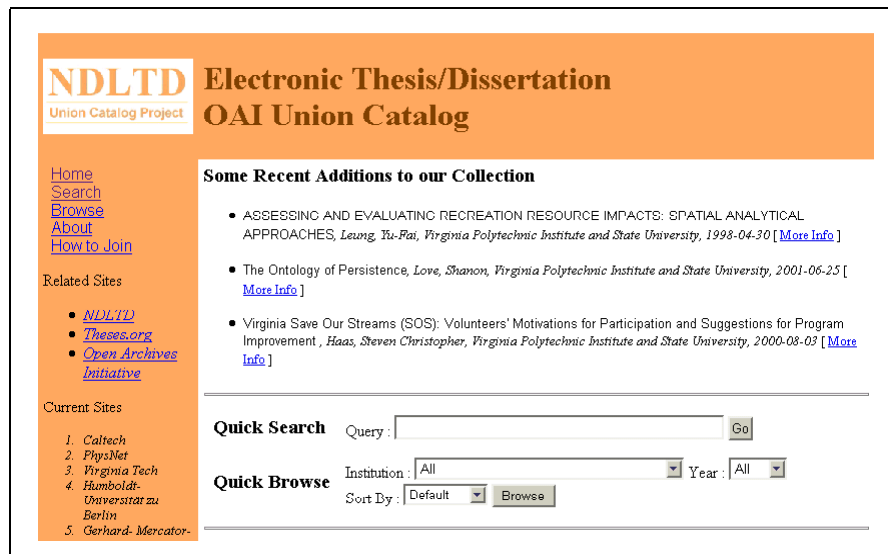 NDLTD
Union Catalog Project
Electronic Thesis/Dissertation
OAI Union Catalog
Home
Search
Browse
About
How to Join
Related Sites
• NDLTD
• Theses.org
• Open Archives
Initiative
Current Sites
1. Caltech
2. PhysNet
3. Virginia Tech
4. Humboldt-
Universität zu
Berlin
5. Gerhard- Mercator-
Some Recent Additions to our Collection
• ASSESSING AND EVALUATING RECREATION RESOURCE IMPACTS: SPATIAL ANALYTICAL
APPROACHES, Leung, Yu-Fai, Virginia Polytechnic Institute and State University, 1998-04-30 [ More Info ]
• The Ontology of Persistence, Love, Shanon, Virginia Polytechnic Institute and State University, 2001-06-25 [
More Info ]
• Virginia Save Our Streams (SOS): Volunteers' Motivations for Participation and Suggestions for Program
Improvement , Haas, Steven Christopher, Virginia Polytechnic Institute and State University, 2000-08-03 [ More
Info ]
Quick Search Query : Go
Quick Browse Institution : All Year : All
Sort By : Default Browse